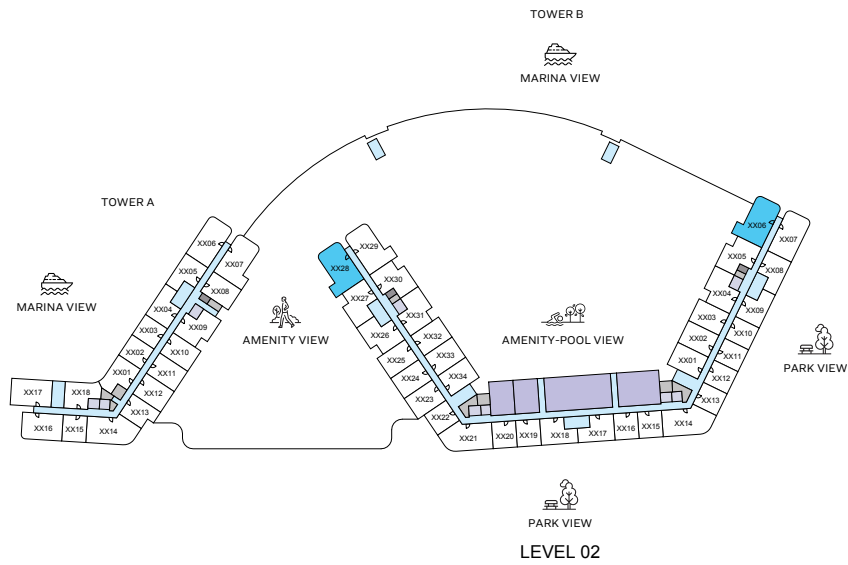 TOWER B
MARINA VIEW
TOWER A
MARINA VIEW
XX06
XX07
XX05
XX08
XX04
XX09
XX03
XX10
XX02
XX11
XX01
XX12
XX13
XX17
XX18
XX16
XX15
XX14
AMENITY VIEW
XX29
XX28
XX30
XX27
XX31
XX26
XX32
XX25
XX33
XX24
XX34
XX23
XX22
XX21
XX20
XX19
XX18
XX17
XX16
XX15
XX14
AMENITY-POOL VIEW
XX06
XX07
XX05
XX08
XX04
XX09
XX03
XX10
XX02
XX11
XX01
XX12
XX13
PARK VIEW
PARK VIEW
LEVEL 02